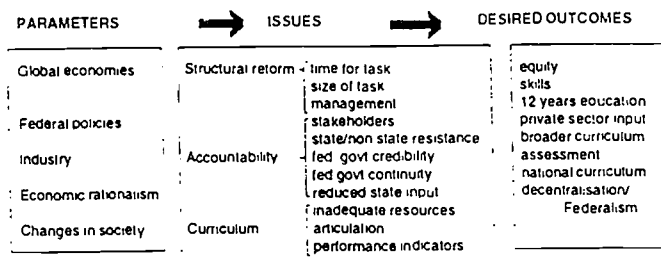 PARAMETERS ISSUES DESIRED OUTCOMES
Global economies
Federal policies
Industry
Economic rationalism
Changes in society
Structural reform
Accountability
Curriculum
time for task
size of task
management
stakeholders
state/non state resistance
fed govt credibility
fed govt continuity
reduced state input
inadequate resources
articulation
performance indicators
equity
skills
12 years education
private sector input
broader curriculum
assessment
national curriculum
decentralisation/
Federalism